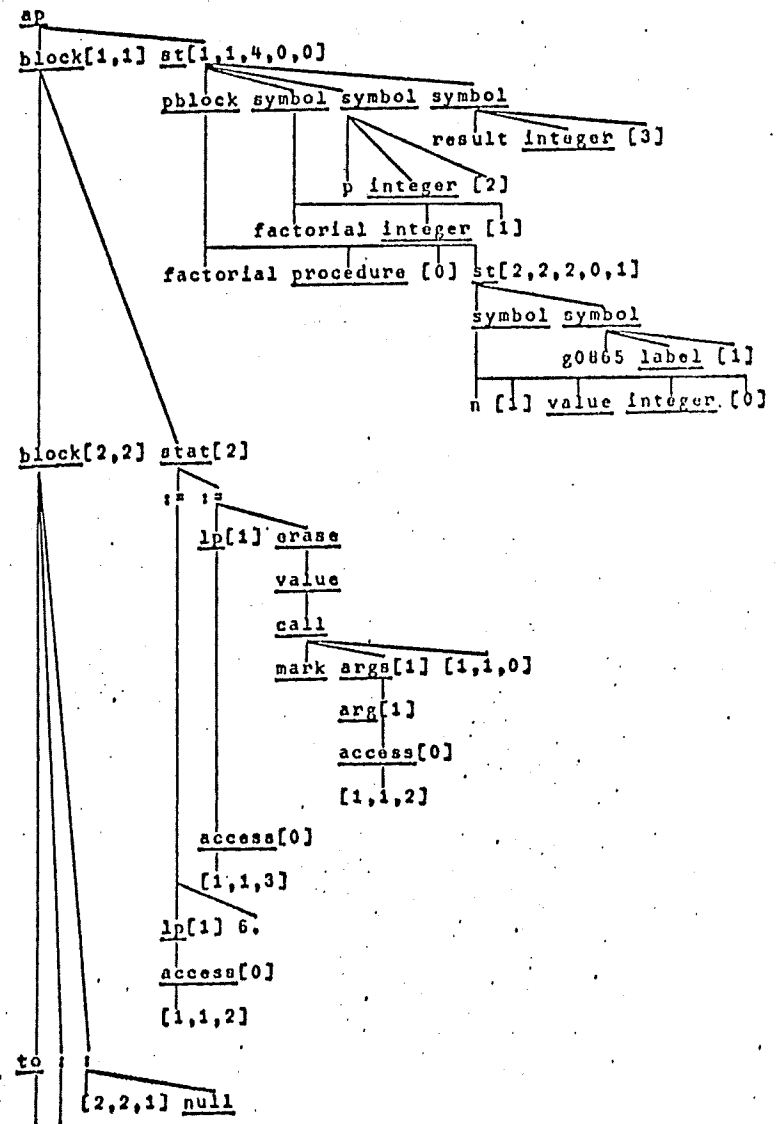 ap
block[1,1] st[1,1,4,0,0]
pblock symbol symbol symbol
result integer [3]
p integer [2]
factorial integer [1]
factorial procedure [0] st[2,2,2,0,1]
symbol symbol
g0865 label [1]
n [1] value integer [0]
block[2,2] stat[2]
:= :=
lp[1] erase
value
call
mark args[1] [1,1,0]
arg[1]
access[0]
[1,1,2]
access[0]
[1,1,3]
lp[1] 6.
access[0]
[1,1,2]
to : :
[2,2,1] null